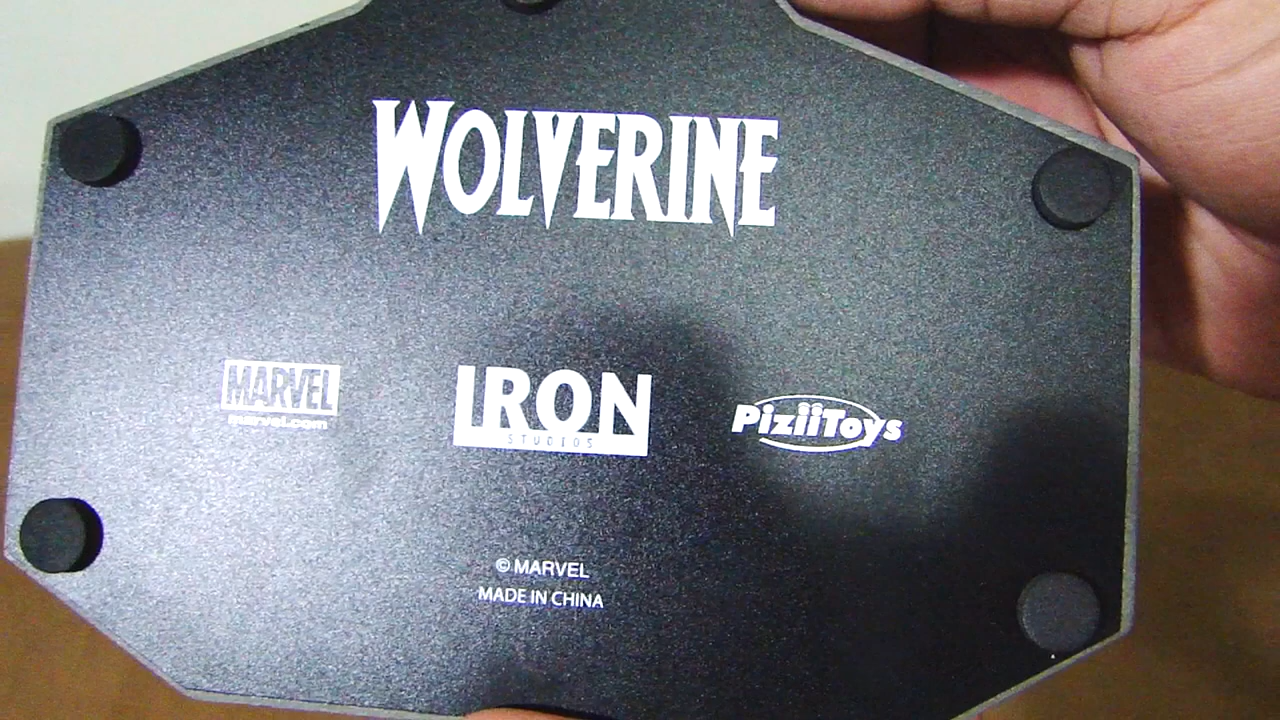 WOLVERINE
MARVEL
marvel.com
IRON
STUDIOS
PiziiToys
© MARVEL
MADE IN CHINA